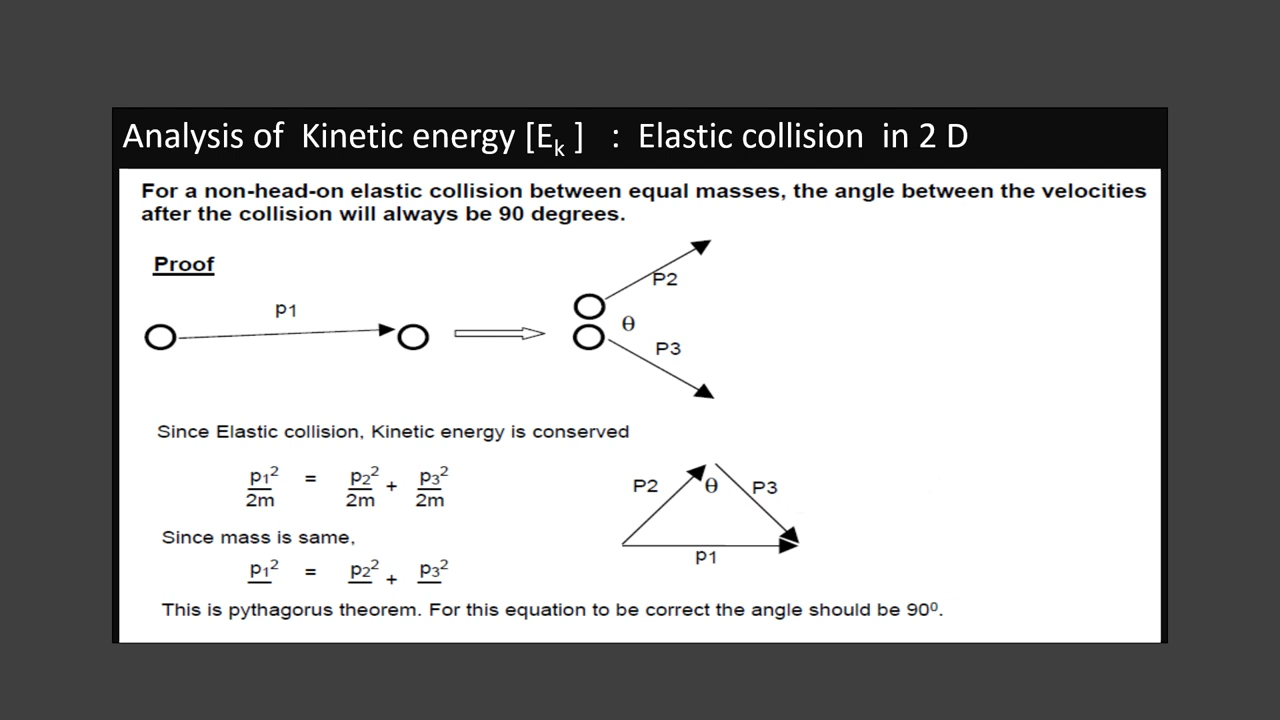 Analysis of Kinetic energy [Eₖ ] : Elastic collision in 2 D
For a non-head-on elastic collision between equal masses, the angle between the velocities
after the collision will always be 90 degrees.
Proof
p1
P2
θ
P3
Since Elastic collision, Kinetic energy is conserved
p1² = p2² + p3²
2m 2m 2m
P2 θ P3
p1
Since mass is same,
p1² = p2² + p3²
This is pythagorus theorem. For this equation to be correct the angle should be 90⁰.